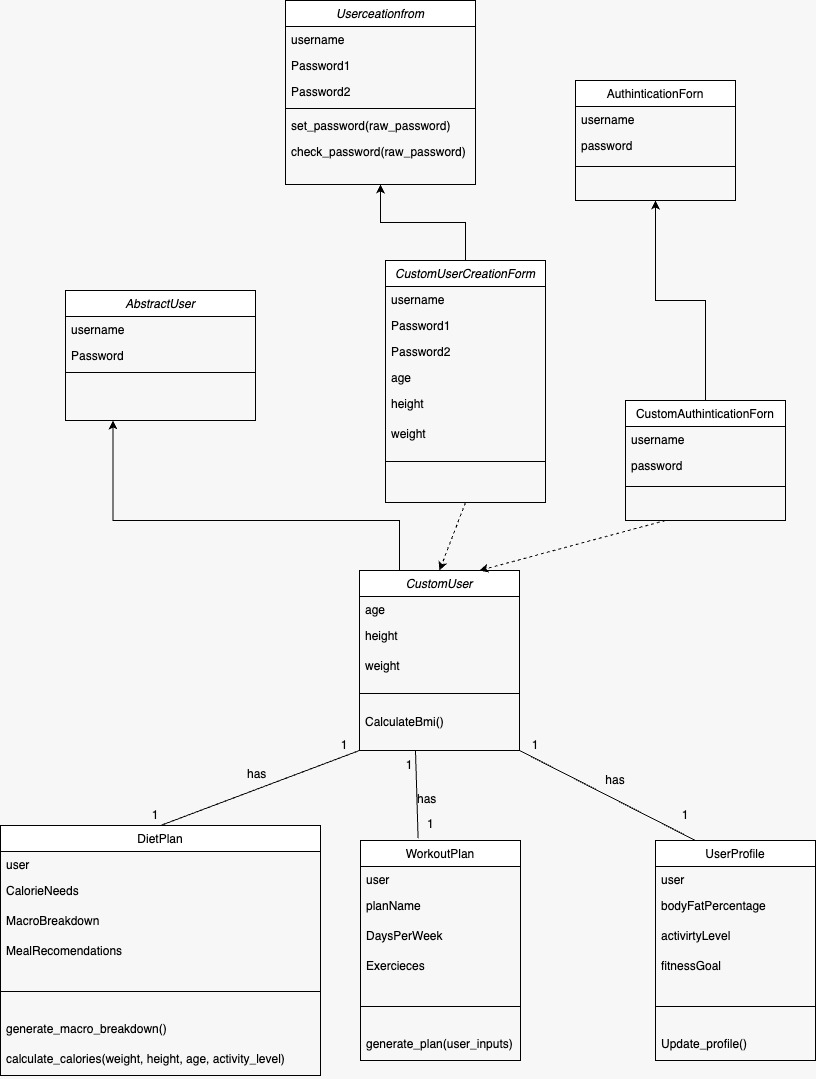 Userceationfrom
username
Password1
Password2
set_password(raw_password)
check_password(raw_password)
AuthinticationForn
username
password
CustomUserCreationForm
username
Password1
Password2
age
height
weight
AbstractUser
username
Password
CustomAuthinticationForn
username
password
CustomUser
age
height
weight
CalculateBmi()
1
has
1
1
has
1
1
has
1
DietPlan
user
CalorieNeeds
MacroBreakdown
MealRecomendations
generate_macro_breakdown()
calculate_calories(weight, height, age, activity_level)
WorkoutPlan
user
planName
DaysPerWeek
Exercieces
generate_plan(user_inputs)
UserProfile
user
bodyFatPercentage
activirtyLevel
fitnessGoal
Update_profile()